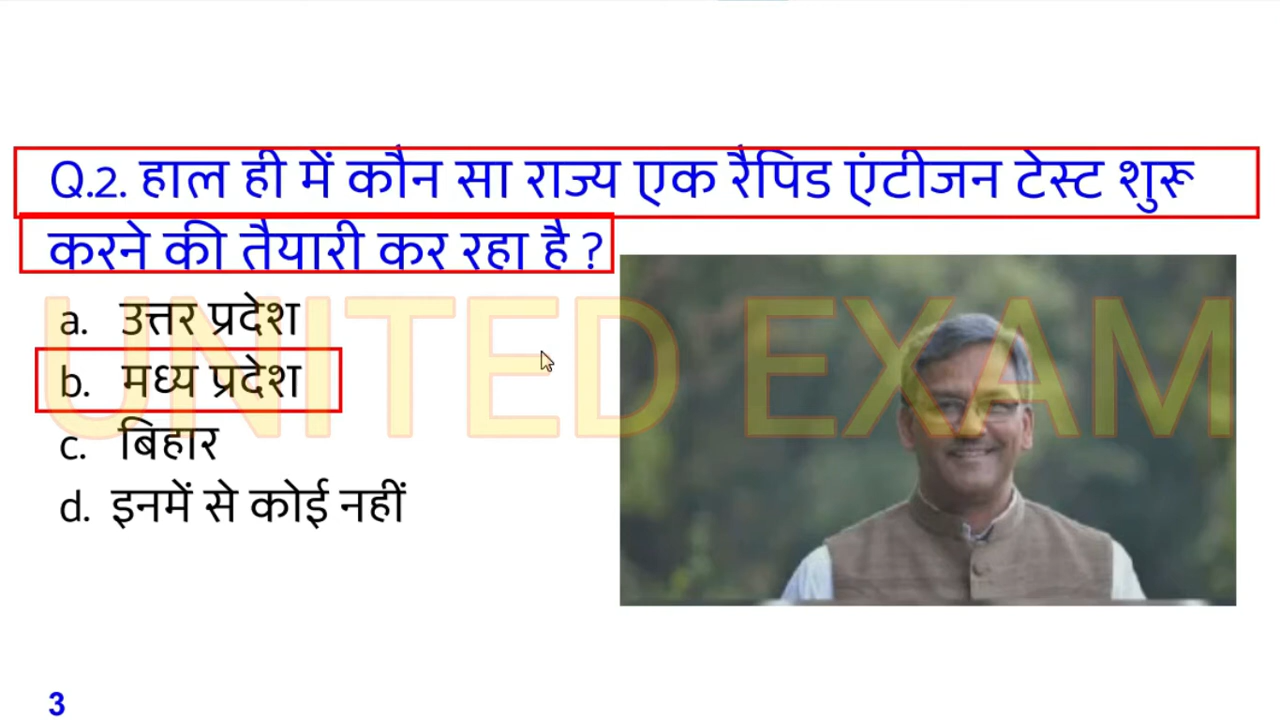 Q.2. हाल ही में कौन सा राज्य एक रैपिड एंटीजन टेस्ट शुरू
करने की तैयारी कर रहा है ?
a. उत्तर प्रदेश
b. मध्य प्रदेश
c. बिहार
d. इनमें से कोई नहीं
UNITED EXAM
3